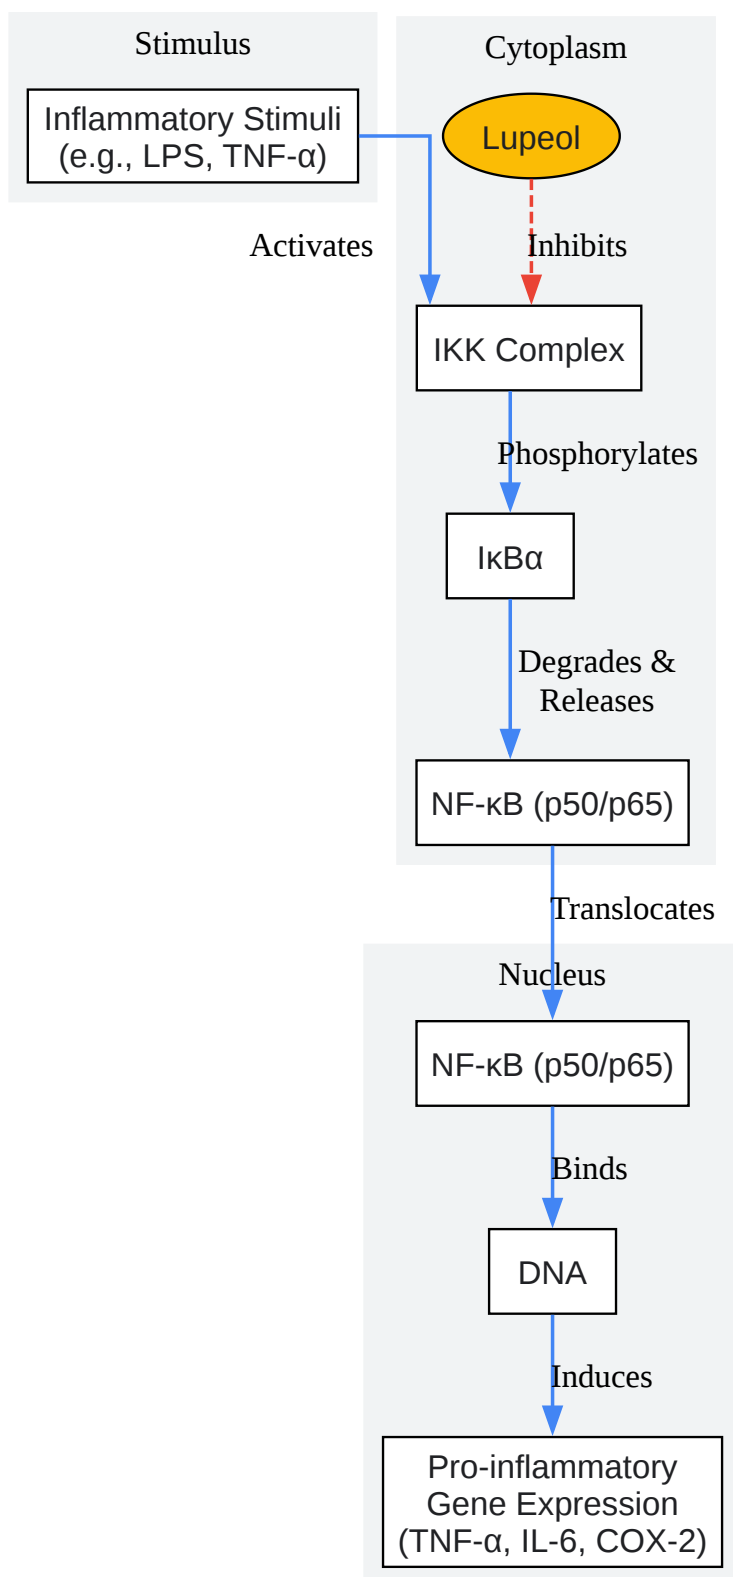 Stimulus
Inflammatory Stimuli
(e.g., LPS, TNF-α)
Cytoplasm
Lupeol
Activates
Inhibits
IKK Complex
Phosphorylates
IκBα
Degrades &
Releases
NF-κB (p50/p65)
Translocates
Nucleus
NF-κB (p50/p65)
Binds
DNA
Induces
Pro-inflammatory
Gene Expression
(TNF-α, IL-6, COX-2)